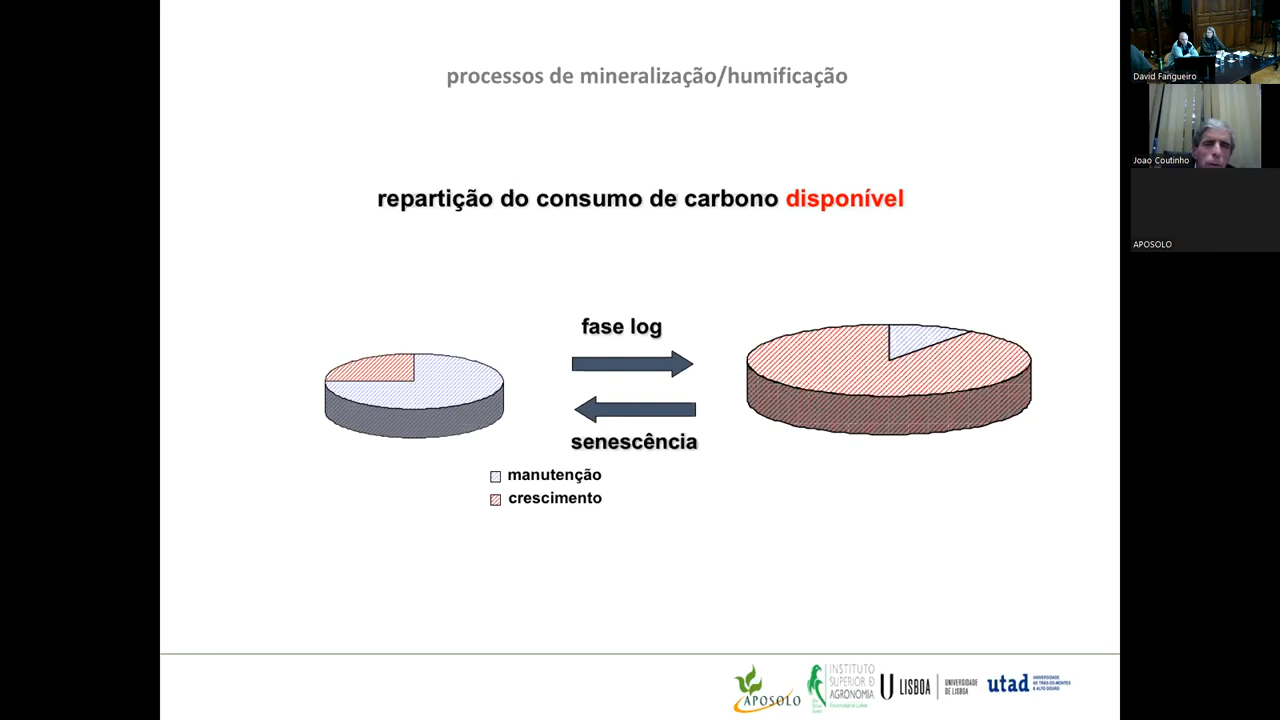 processos de mineralização/humificação
repartição do consumo de carbono disponível
fase log
senescência
manutenção
crescimento
APOSOLO
INSTITUTO
SUPERIOR D
AGRONOMIA
U LISBOA
UNIVERSIDADE
DE LISBOA
utad
UNIVERSIDADE
DE TRÁS-OS-MONTES
E ALTO DOURO
David Fangueiro
Joao Coutinho
APOSOLO